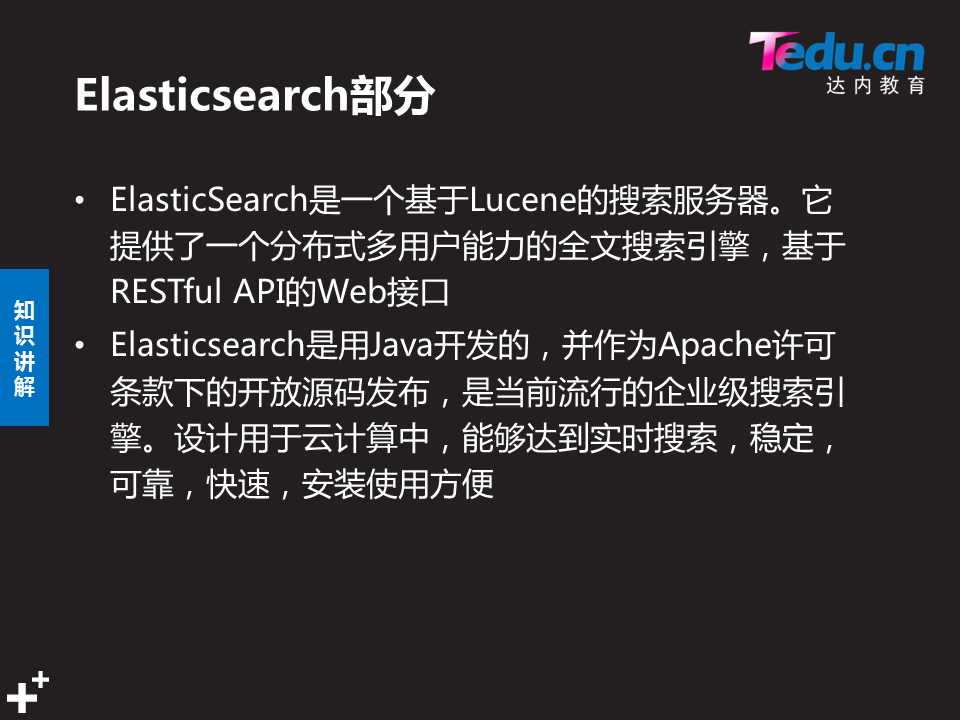 Tedu.cn
达内教育
Elasticsearch部分
• ElasticSearch是一个基于Lucene的搜索服务器。它
提供了一个分布式多用户能力的全文搜索引擎，基于
RESTful API的Web接口
• Elasticsearch是用Java开发的，并作为Apache许可
条款下的开放源码发布，是当前流行的企业级搜索引
擎。设计用于云计算中，能够达到实时搜索，稳定，
可靠，快速，安装使用方便
知
识
讲
解